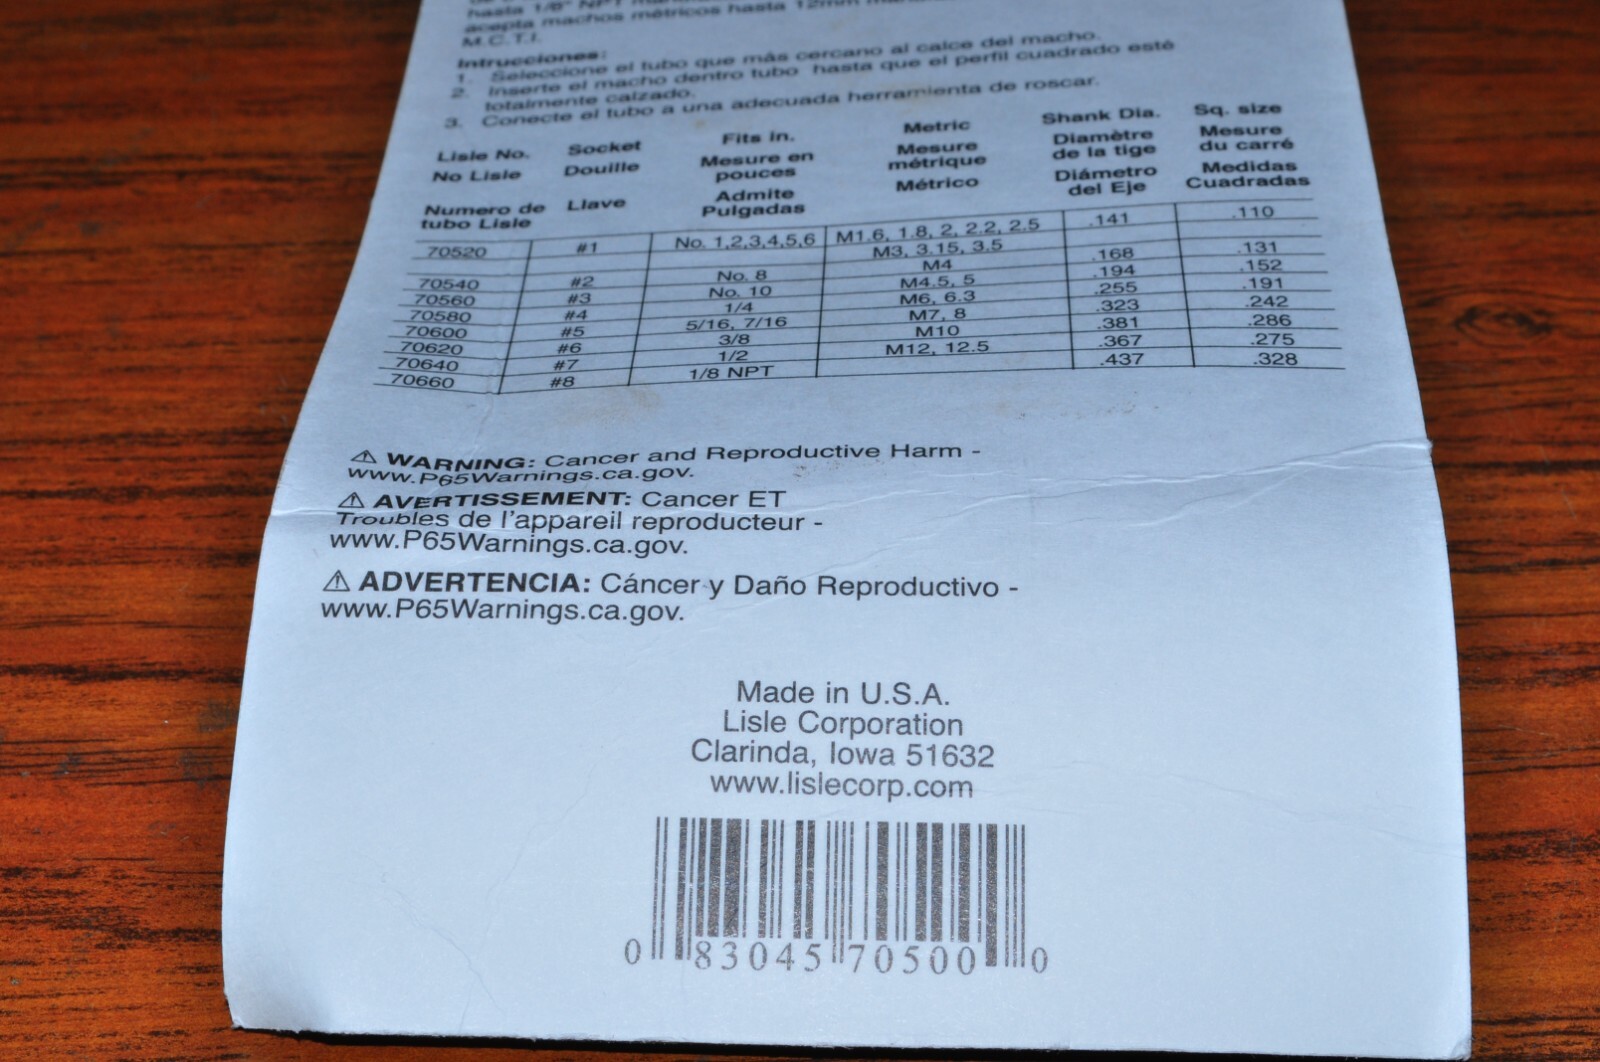 hasta 1/8" NPT
acepta machos métricos hasta 12mm
M.C.T.I.
Intrucciones:
1. Seleccione el tubo que más cercano al calce del macho.
2. Inserte el macho dentro tubo hasta que el perfil cuadrado esté
totalmente calzado.
3. Conecte el tubo a una adecuada herramienta de roscar.
Lisle No. Socket Fits In. Metric Shank Dia. Sq. size
No Lisle Douille Mesure en pouces Mesure métrique Diamètre de la tige Mesure du carré
Numero de tubo Lisle Llave Admite Pulgadas Métrico Diámetro del Eje Medidas Cuadradas
70520 #1 No. 1,2,3,4,5,6 M1.6, 1.8, 2, 2.2, 2.5 .141 .110
M3, 3.15, 3.5
70540 #2 No. 8 M4 .168 .131
70560 #3 No. 10 M4.5, 5 .194 .152
70580 #4 1/4 M6, 6.3 .255 .191
70600 #5 5/16, 7/16 M7, 8 .323 .242
70620 #6 3/8 M10 .381 .286
70640 #7 1/2 M12, 12.5 .367 .275
70660 #8 1/8 NPT .437 .328
⚠ WARNING: Cancer and Reproductive Harm -
www.P65Warnings.ca.gov.
⚠ AVERTISSEMENT: Cancer ET
Troubles de l'appareil reproducteur -
www.P65Warnings.ca.gov.
⚠ ADVERTENCIA: Cáncer y Daño Reproductivo -
www.P65Warnings.ca.gov.
Made in U.S.A.
Lisle Corporation
Clarinda, Iowa 51632
www.lislecorp.com
0 83045 70500 0